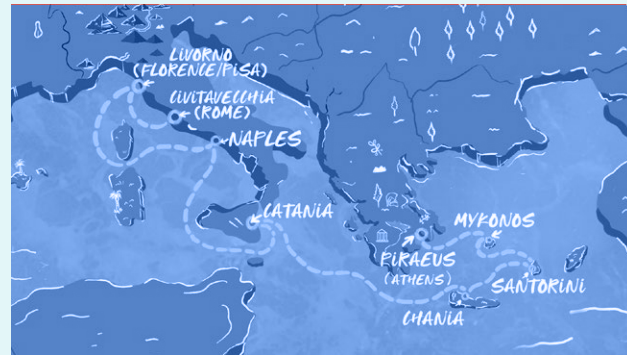 LIVORNO
(FLORENCE/PISA)
CIVITAVECCHIA
(ROME)
NAPLES
CATANIA
MYKONOS
PIRAEUS
(ATHENS)
SANTORINI
CHANIA